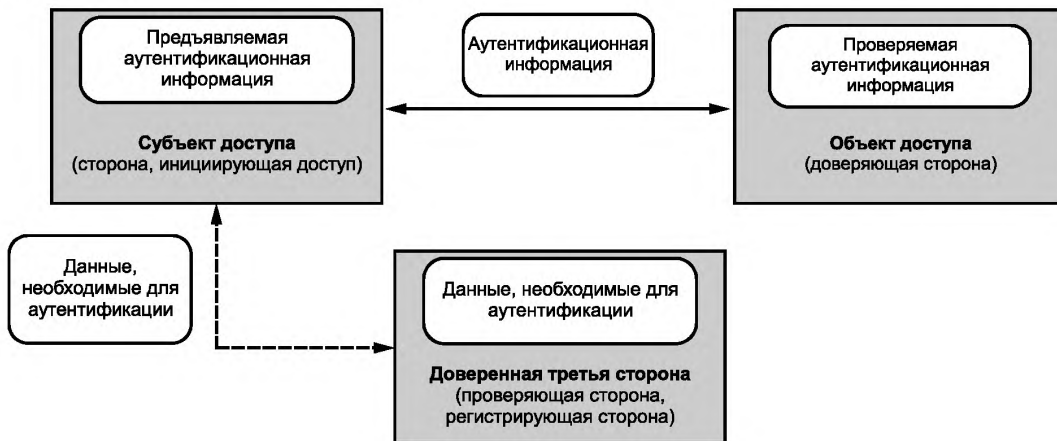 Предъявляемая
аутентификационная
информация
Субъект доступа
(сторона, инициирующая доступ)
Аутентификационная
информация
Проверяемая
аутентификационная
информация
Объект доступа
(доверяющая сторона)
Данные,
необходимые для
аутентификации
Данные, необходимые для
аутентификации
Доверенная третья сторона
(проверяющая сторона,
регистрирующая сторона)